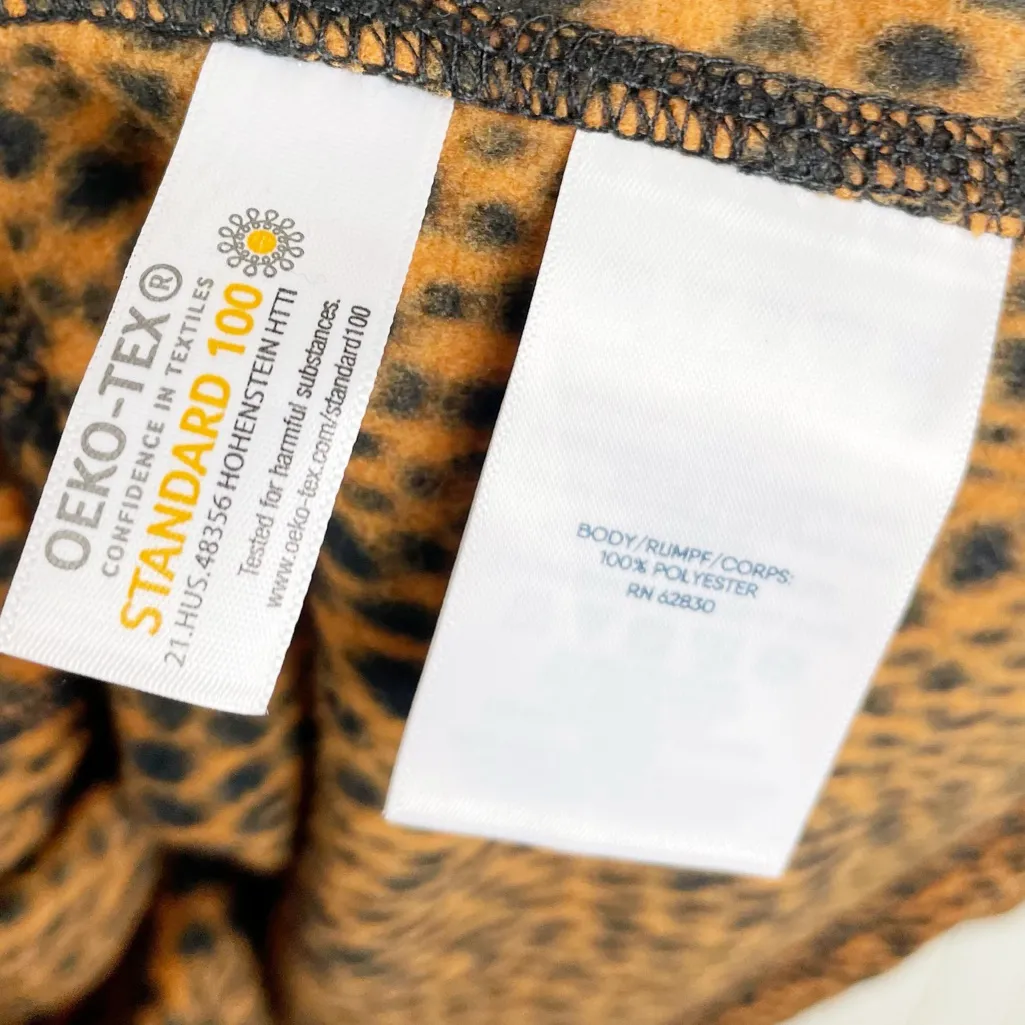 OEKO-TEX®
CONFIDENCE IN TEXTILES
STANDARD 100
21.HUS.48356 HOHENSTEIN HTTI
Tested for harmful substances.
www.oeko-tex.com/standard100
BODY/RUMPF/CORPS:
100% POLYESTER
RN 62830